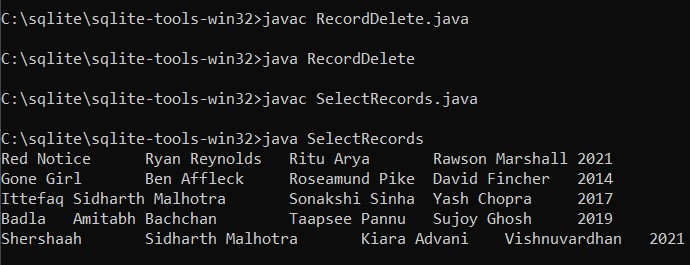 C:\sqlite\sqlite-tools-win32>javac RecordDelete.java
C:\sqlite\sqlite-tools-win32>java RecordDelete
C:\sqlite\sqlite-tools-win32>javac SelectRecords.java
C:\sqlite\sqlite-tools-win32>java SelectRecords
Red Notice Ryan Reynolds Ritu Arya Rawson Marshall 2021
Gone Girl Ben Affleck Roseamund Pike David Fincher 2014
Ittefaq Sidharth Malhotra Sonakshi Sinha Yash Chopra 2017
Badla Amitabh Bachchan Taapsee Pannu Sujoy Ghosh 2019
Shershaah Sidharth Malhotra Kiara Advani Vishnuvardhan 2021